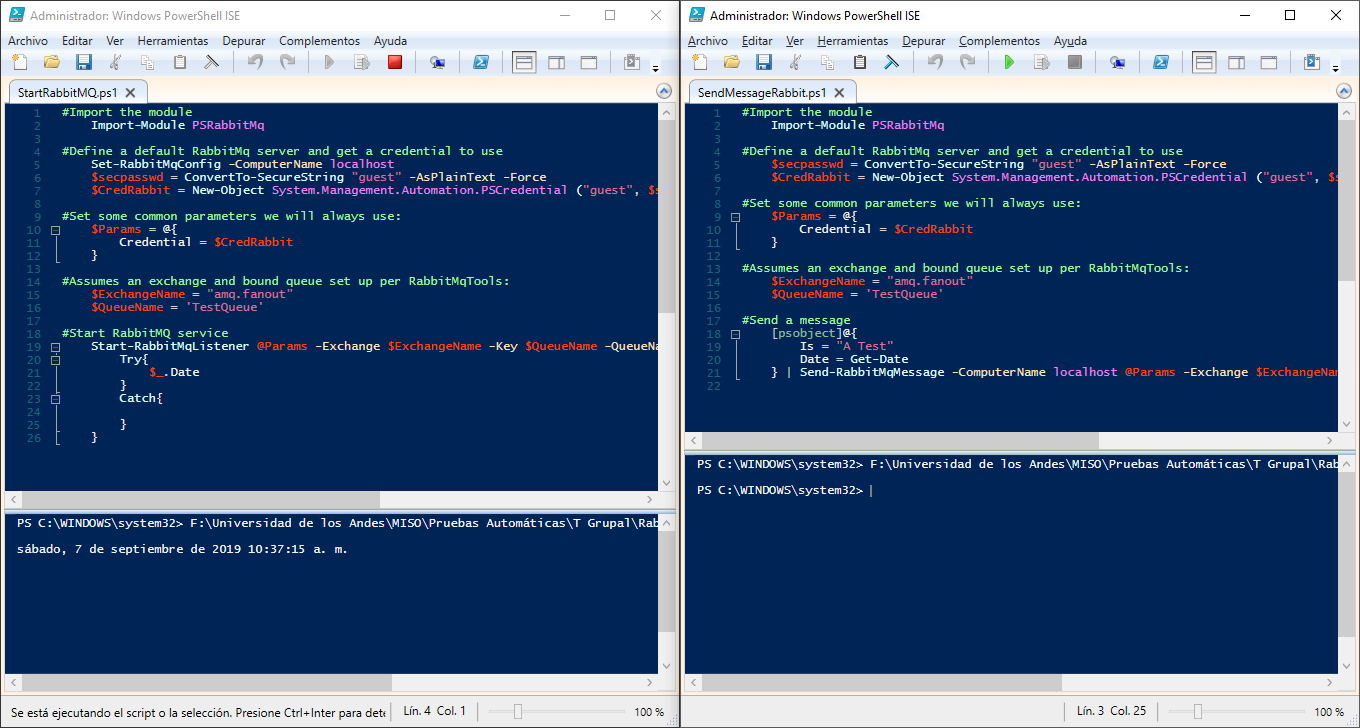 Administrador: Windows PowerShell ISE
Archivo Editar Ver Herramientas Depurar Complementos Ayuda
StartRabbitMQ.ps1
1 #Import the module
2 Import-Module PSRabbitMq
3
4 #Define a default RabbitMq server and get a credential to use
5 Set-RabbitMqConfig -ComputerName localhost
6 $secpasswd = ConvertTo-SecureString "guest" -AsPlainText -Force
7 $CredRabbit = New-Object System.Management.Automation.PSCredential ("guest", $s
8
9 #Set some common parameters we will always use:
10 $Params = @{
11 Credential = $CredRabbit
12 }
13
14 #Assumes an exchange and bound queue set up per RabbitMqTools:
15 $ExchangeName = "amq.fanout"
16 $QueueName = 'TestQueue'
17
18 #Start RabbitMQ service
19 Start-RabbitMqListener @Params -Exchange $ExchangeName -Key $QueueName -QueueNa
20 Try{
21 $_.Date
22 }
23 Catch{
24
25 }
26 }
PS C:\WINDOWS\system32> F:\Universidad de los Andes\MISO\Pruebas Automáticas\T Grupal\Rab
sábado, 7 de septiembre de 2019 10:37:15 a. m.
Se está ejecutando el script o la selección. Presione Ctrl+Inter para dete
Lín. 4 Col. 1
100 %
Administrador: Windows PowerShell ISE
Archivo Editar Ver Herramientas Depurar Complementos Ayuda
SendMessageRabbit.ps1
1 #Import the module
2 Import-Module PSRabbitMq
3
4 #Define a default RabbitMq server and get a credential to use
5 $secpasswd = ConvertTo-SecureString "guest" -AsPlainText -Force
6 $CredRabbit = New-Object System.Management.Automation.PSCredential ("guest", $s
7
8 #Set some common parameters we will always use:
9 $Params = @{
10 Credential = $CredRabbit
11 }
12
13 #Assumes an exchange and bound queue set up per RabbitMqTools:
14 $ExchangeName = "amq.fanout"
15 $QueueName = 'TestQueue'
16
17 #Send a message
18 [psobject]@{
19 Is = "A Test"
20 Date = Get-Date
21 } | Send-RabbitMqMessage -ComputerName localhost @Params -Exchange $ExchangeNam
22
PS C:\WINDOWS\system32> F:\Universidad de los Andes\MISO\Pruebas Automáticas\T Grupal\Rab
PS C:\WINDOWS\system32>
Lín. 3 Col. 25
100 %